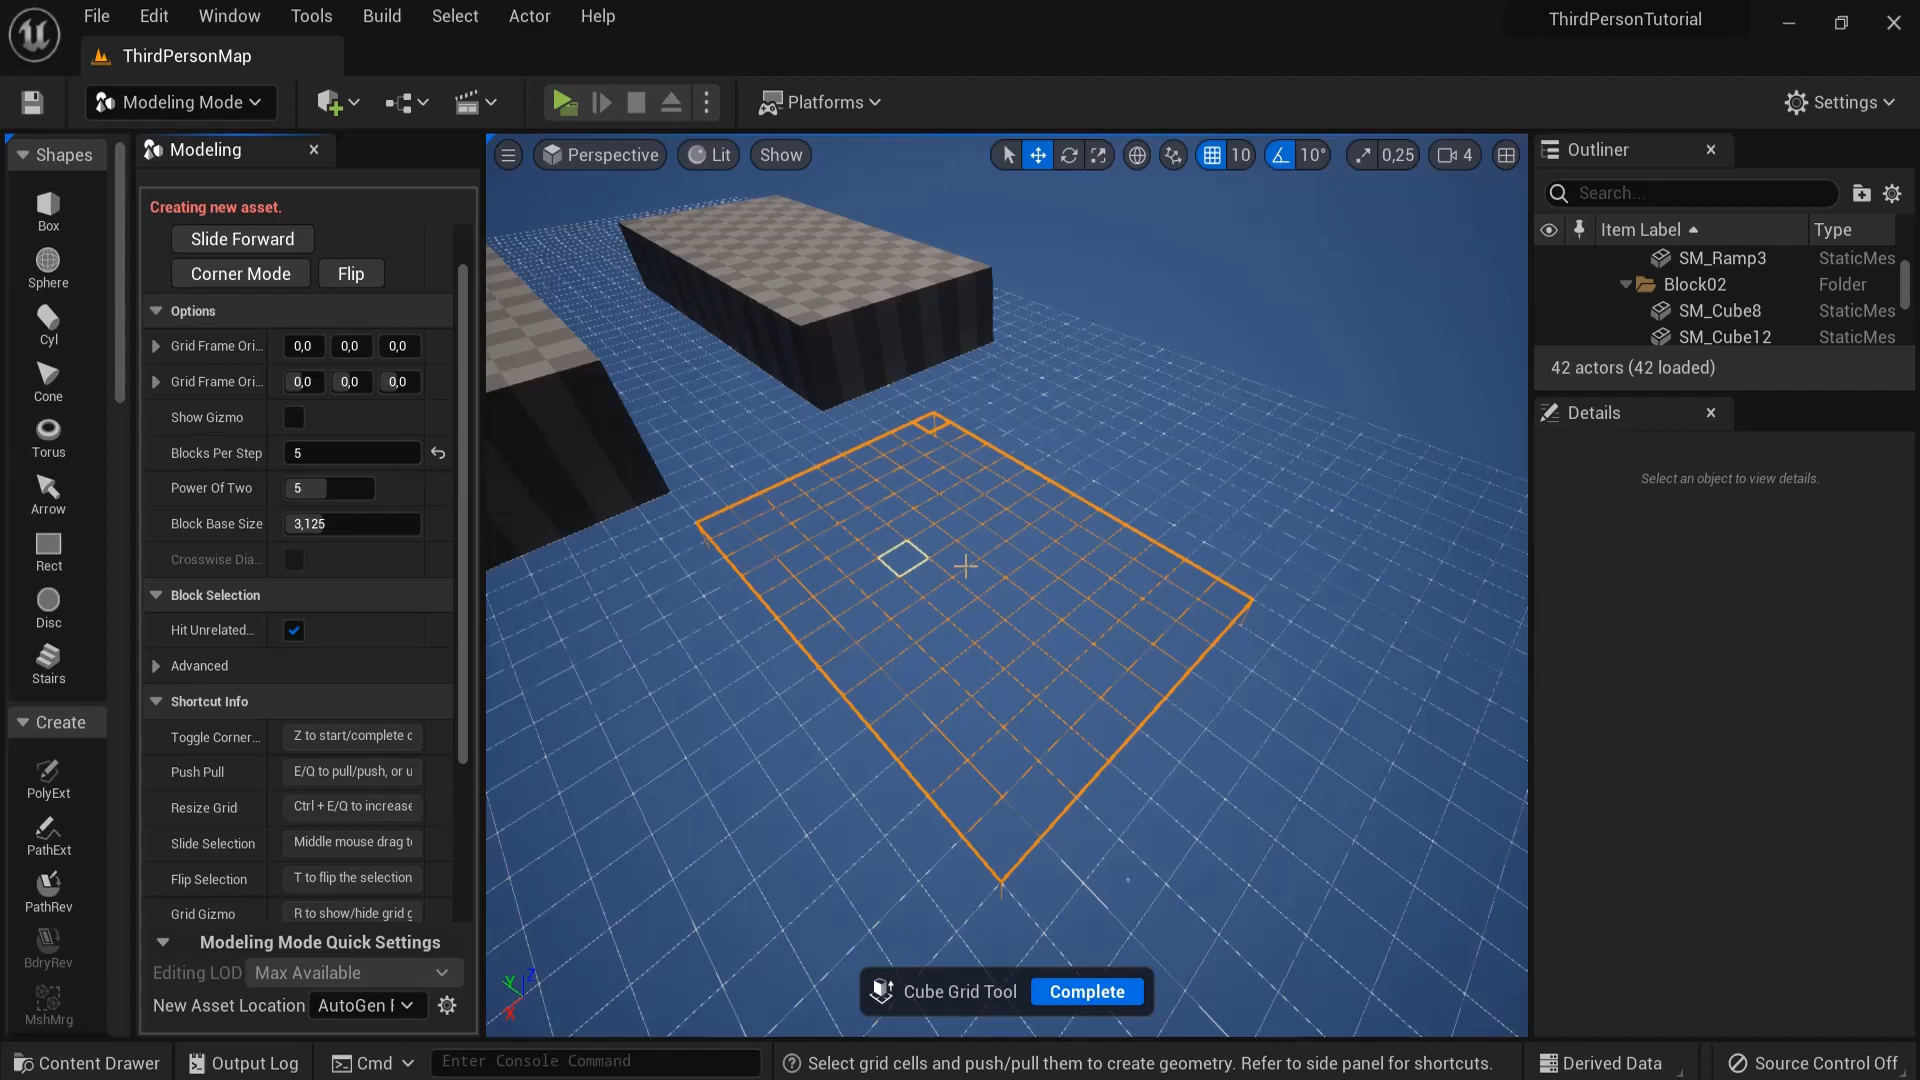 File Edit Window Tools Build Select Actor Help
ThirdPersonTutorial
ThirdPersonMap
Modeling Mode
Platforms
Settings
Shapes
Box
Sphere
Cyl
Cone
Torus
Arrow
Rect
Disc
Stairs
Create
PolyExt
PathExt
PathRev
BdryRev
MshMrg
Modeling
Creating new asset.
Slide Forward
Corner Mode Flip
Options
Grid Frame Ori... 0,0 0,0 0,0
Grid Frame Ori... 0,0 0,0 0,0
Show Gizmo
Blocks Per Step 5
Power Of Two 5
Block Base Size 3,125
Crosswise Dia...
Block Selection
Hit Unrelated...
Advanced
Shortcut Info
Toggle Corner... Z to start/complete c
Push Pull E/Q to pull/push, or u
Resize Grid Ctrl + E/Q to increase
Slide Selection Middle mouse drag to
Flip Selection T to flip the selection
Grid Gizmo R to show/hide grid g
Modeling Mode Quick Settings
Editing LOD Max Available
New Asset Location AutoGen F
Perspective Lit Show 10 10° 0,25 4
Y Z
X
Cube Grid Tool Complete
Outliner
Search...
Item Label Type
SM_Ramp3 StaticMes
Block02 Folder
SM_Cube8 StaticMes
SM_Cube12 StaticMes
42 actors (42 loaded)
Details
Select an object to view details.
Content Drawer Output Log Cmd Enter Console Command
Select grid cells and push/pull them to create geometry. Refer to side panel for shortcuts.
Derived Data Source Control Off